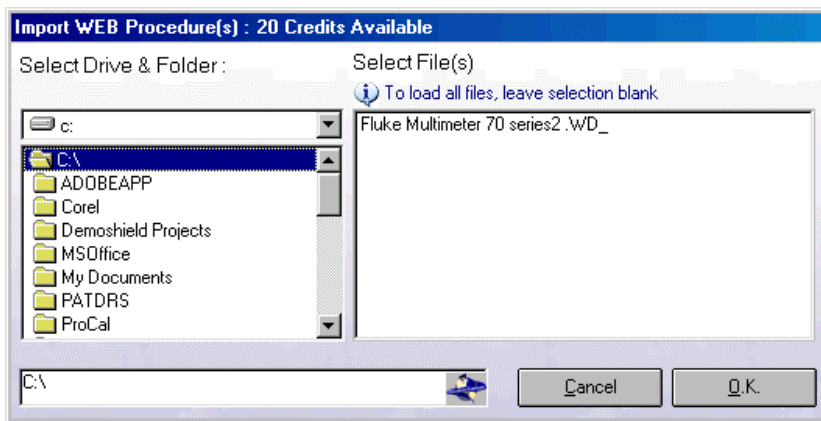 Import WEB Procedure(s) : 20 Credits Available
Select Drive & Folder :
Select File(s)
To load all files, leave selection blank
c:
C:\
ADOBEAPP
Corel
Demoshield Projects
MSOffice
My Documents
PATDRS
ProCal
Fluke Multimeter 70 series2 .WD_
C:\
Cancel
O.K.